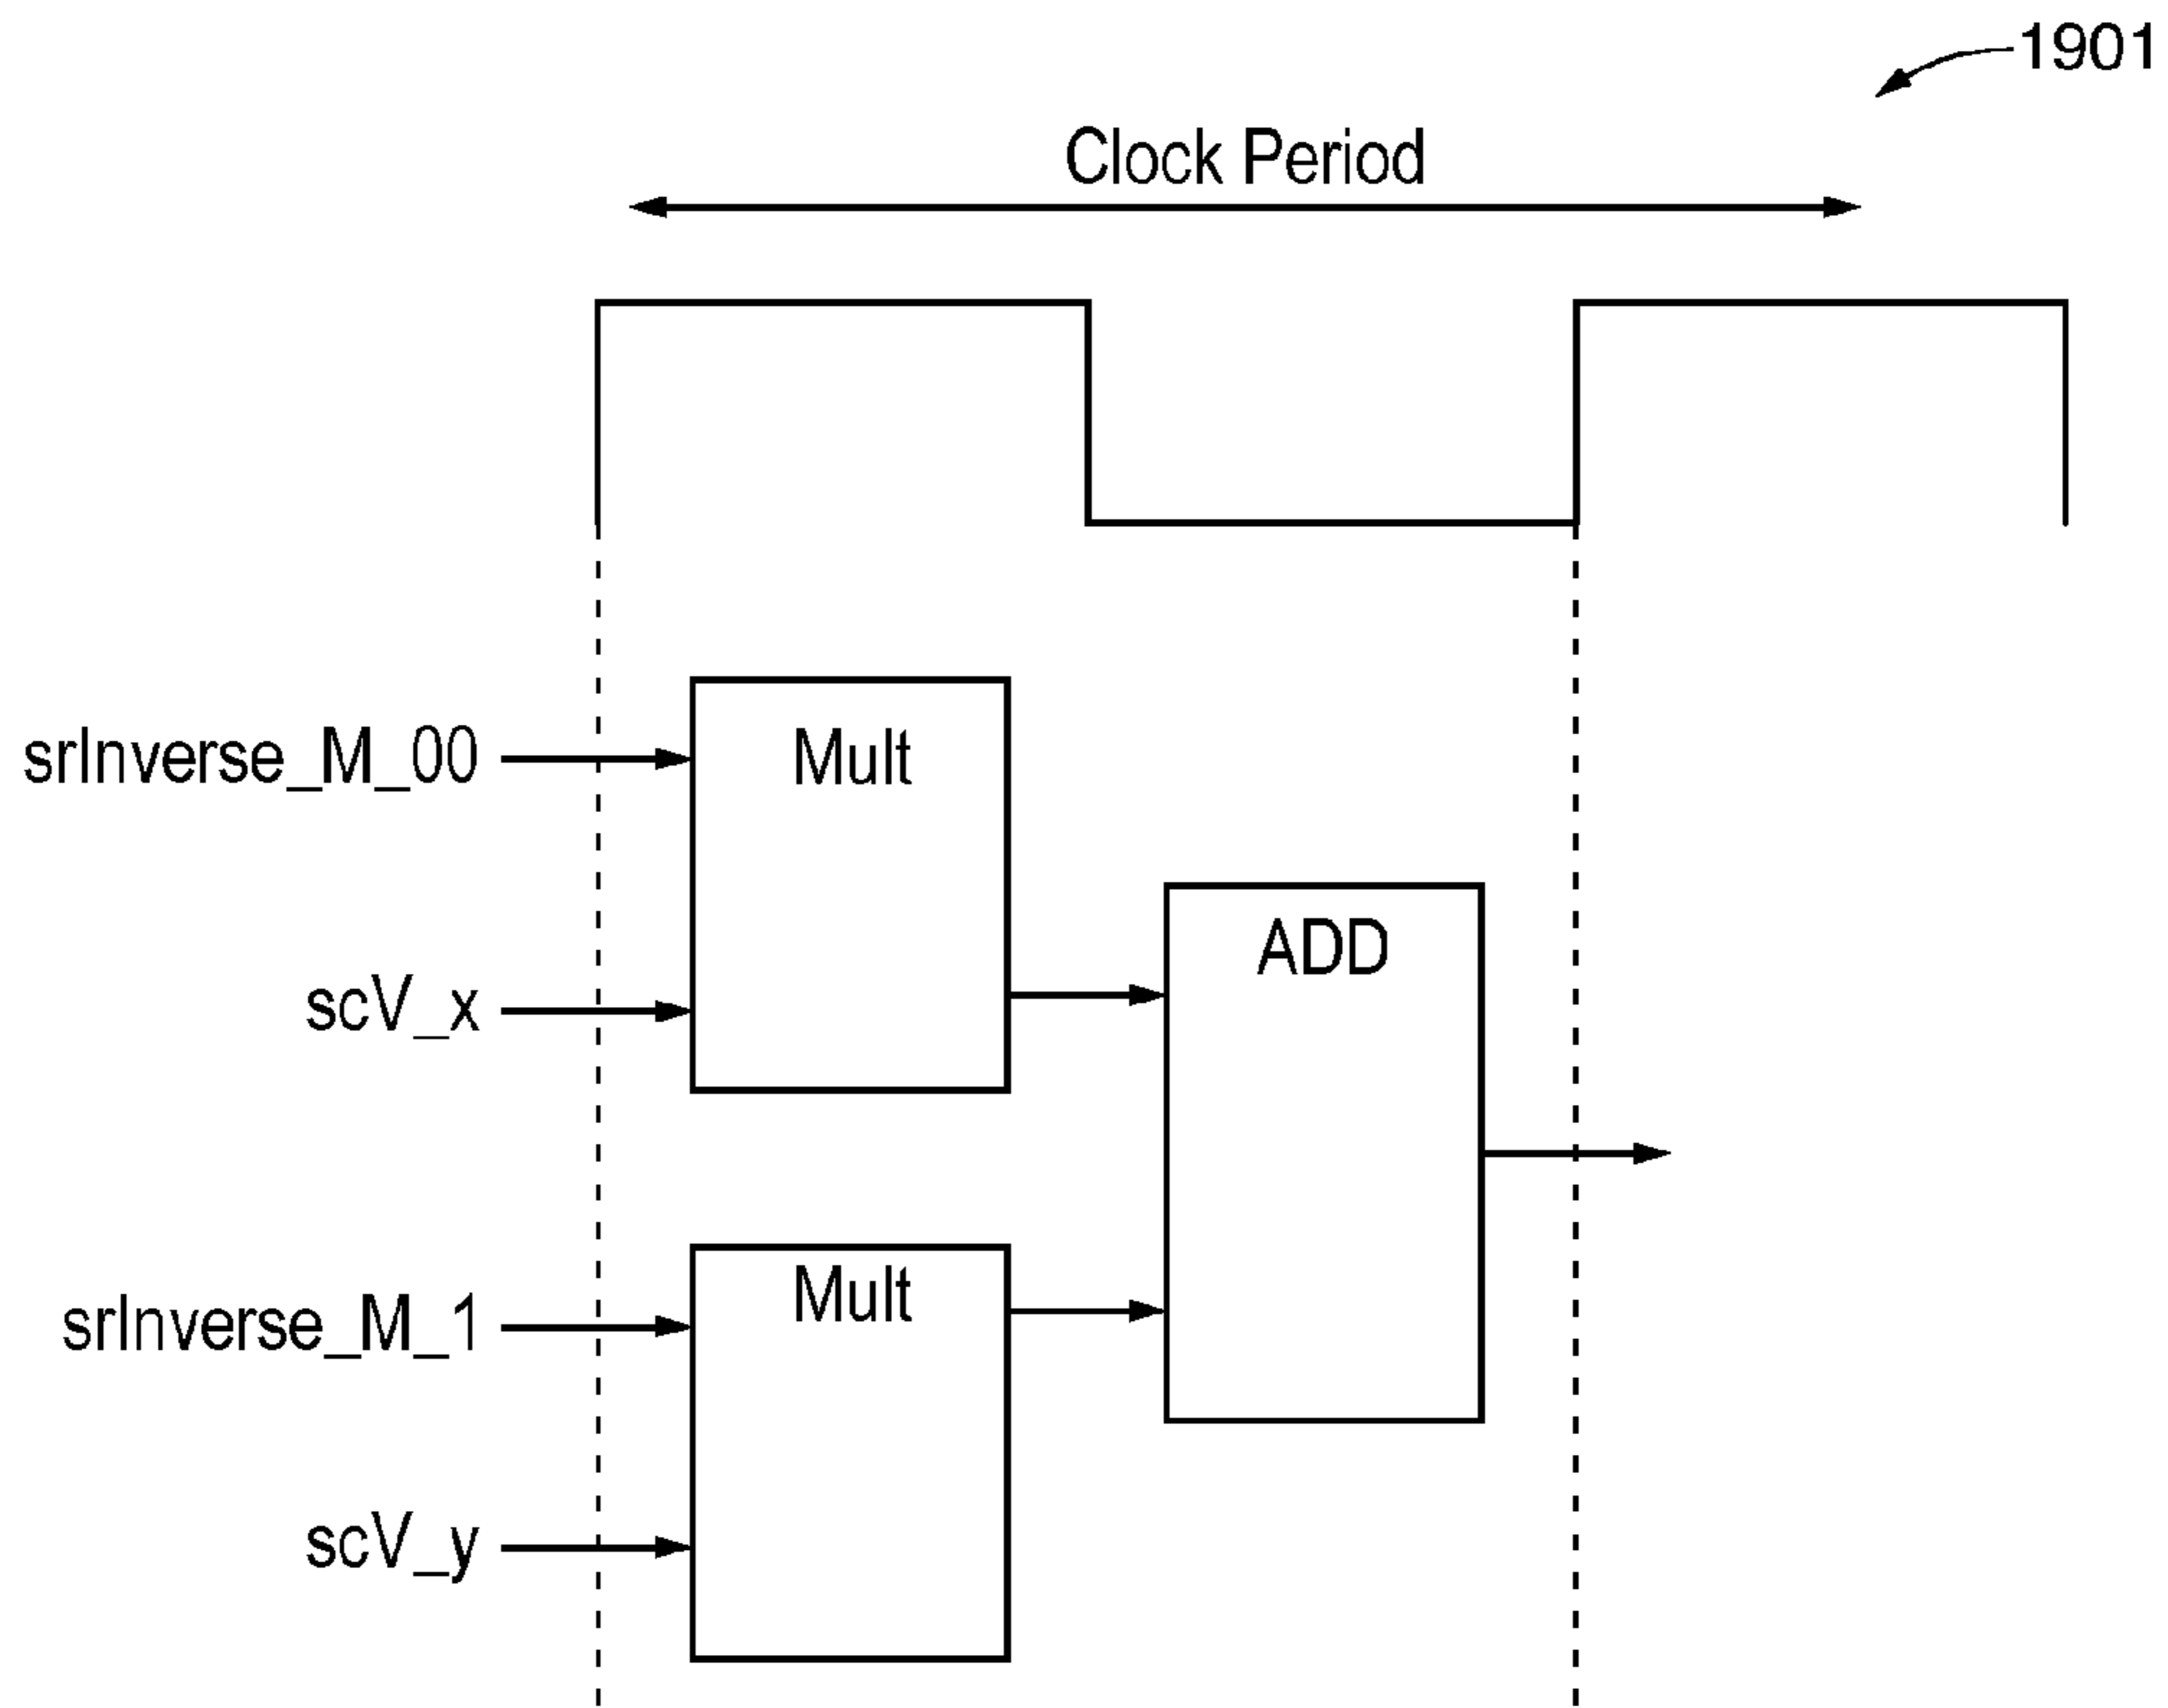 1901
Clock Period
srInverse_M_00
Mult
ADD
scV_x
srInverse_M_1
Mult
scV_y